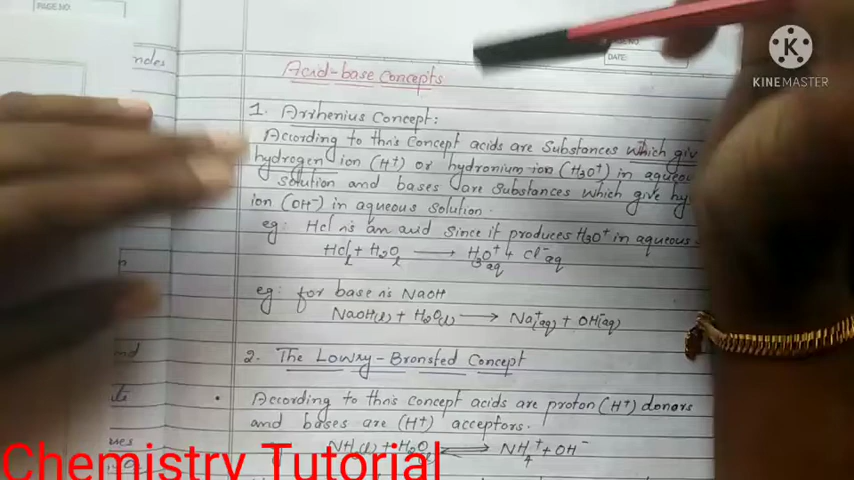 PAGE NO
DATE:
K
KINEMASTER
Acid-base Concepts
1. Arrhenius Concept:
According to this Concept acids are Substances which giv
hydrogen ion (H+) or hydronium ion (H3O+) in aqueou
solution and bases are Substances which give hy
ion (OH-) in aqueous solution.
eg: Hcl is an acid since it produces H3O+ in aqueous.
Hcl l + H2O l → H3O+ aq + Cl- aq
eg: for base is NaOH
NaOH(l) + H2O(l) → Na+(aq) + OH-(aq)
2. The Lowry-Bronsted Concept
According to this Concept acids are proton (H+) donors
and bases are (H+) acceptors.
NH3(l) + H2O l ⇌ NH4+ + OH-
Chemistry Tutorial